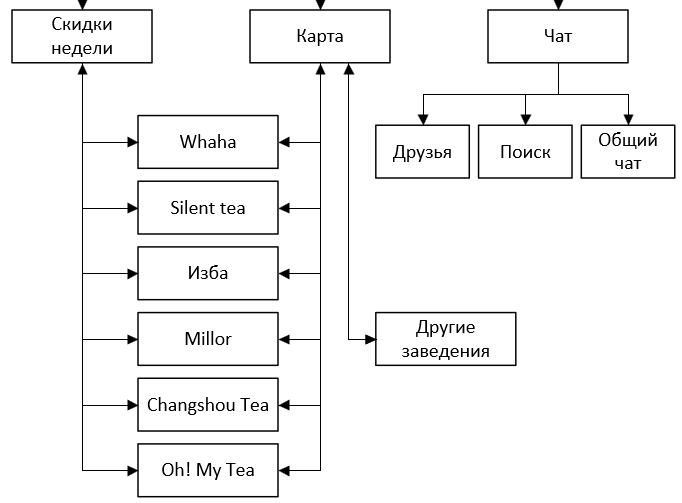 Скидки
недели
Карта
Чат
Whaha
Silent tea
Изба
Millor
Changshou Tea
Oh! My Tea
Друзья
Поиск
Общий
чат
Другие
заведения